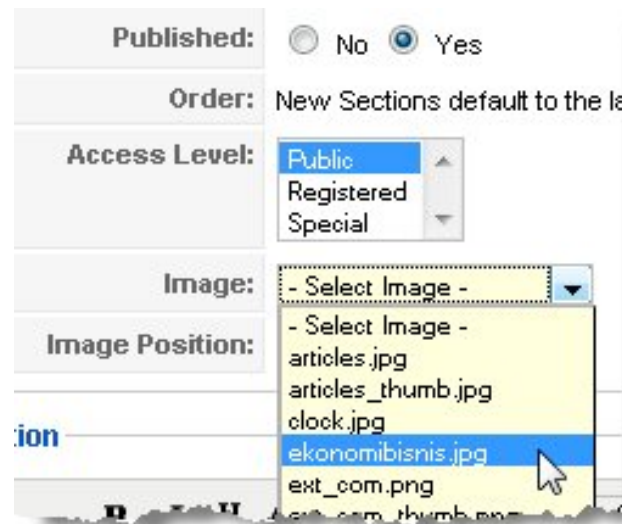 Published: No Yes
Order: New Sections default to the la
Access Level: Public
Registered
Special
Image: - Select Image -
- Select Image -
Image Position:
articles.jpg
articles_thumb.jpg
clock.jpg
tion
ekonomibisnis.jpg
ext_com.png